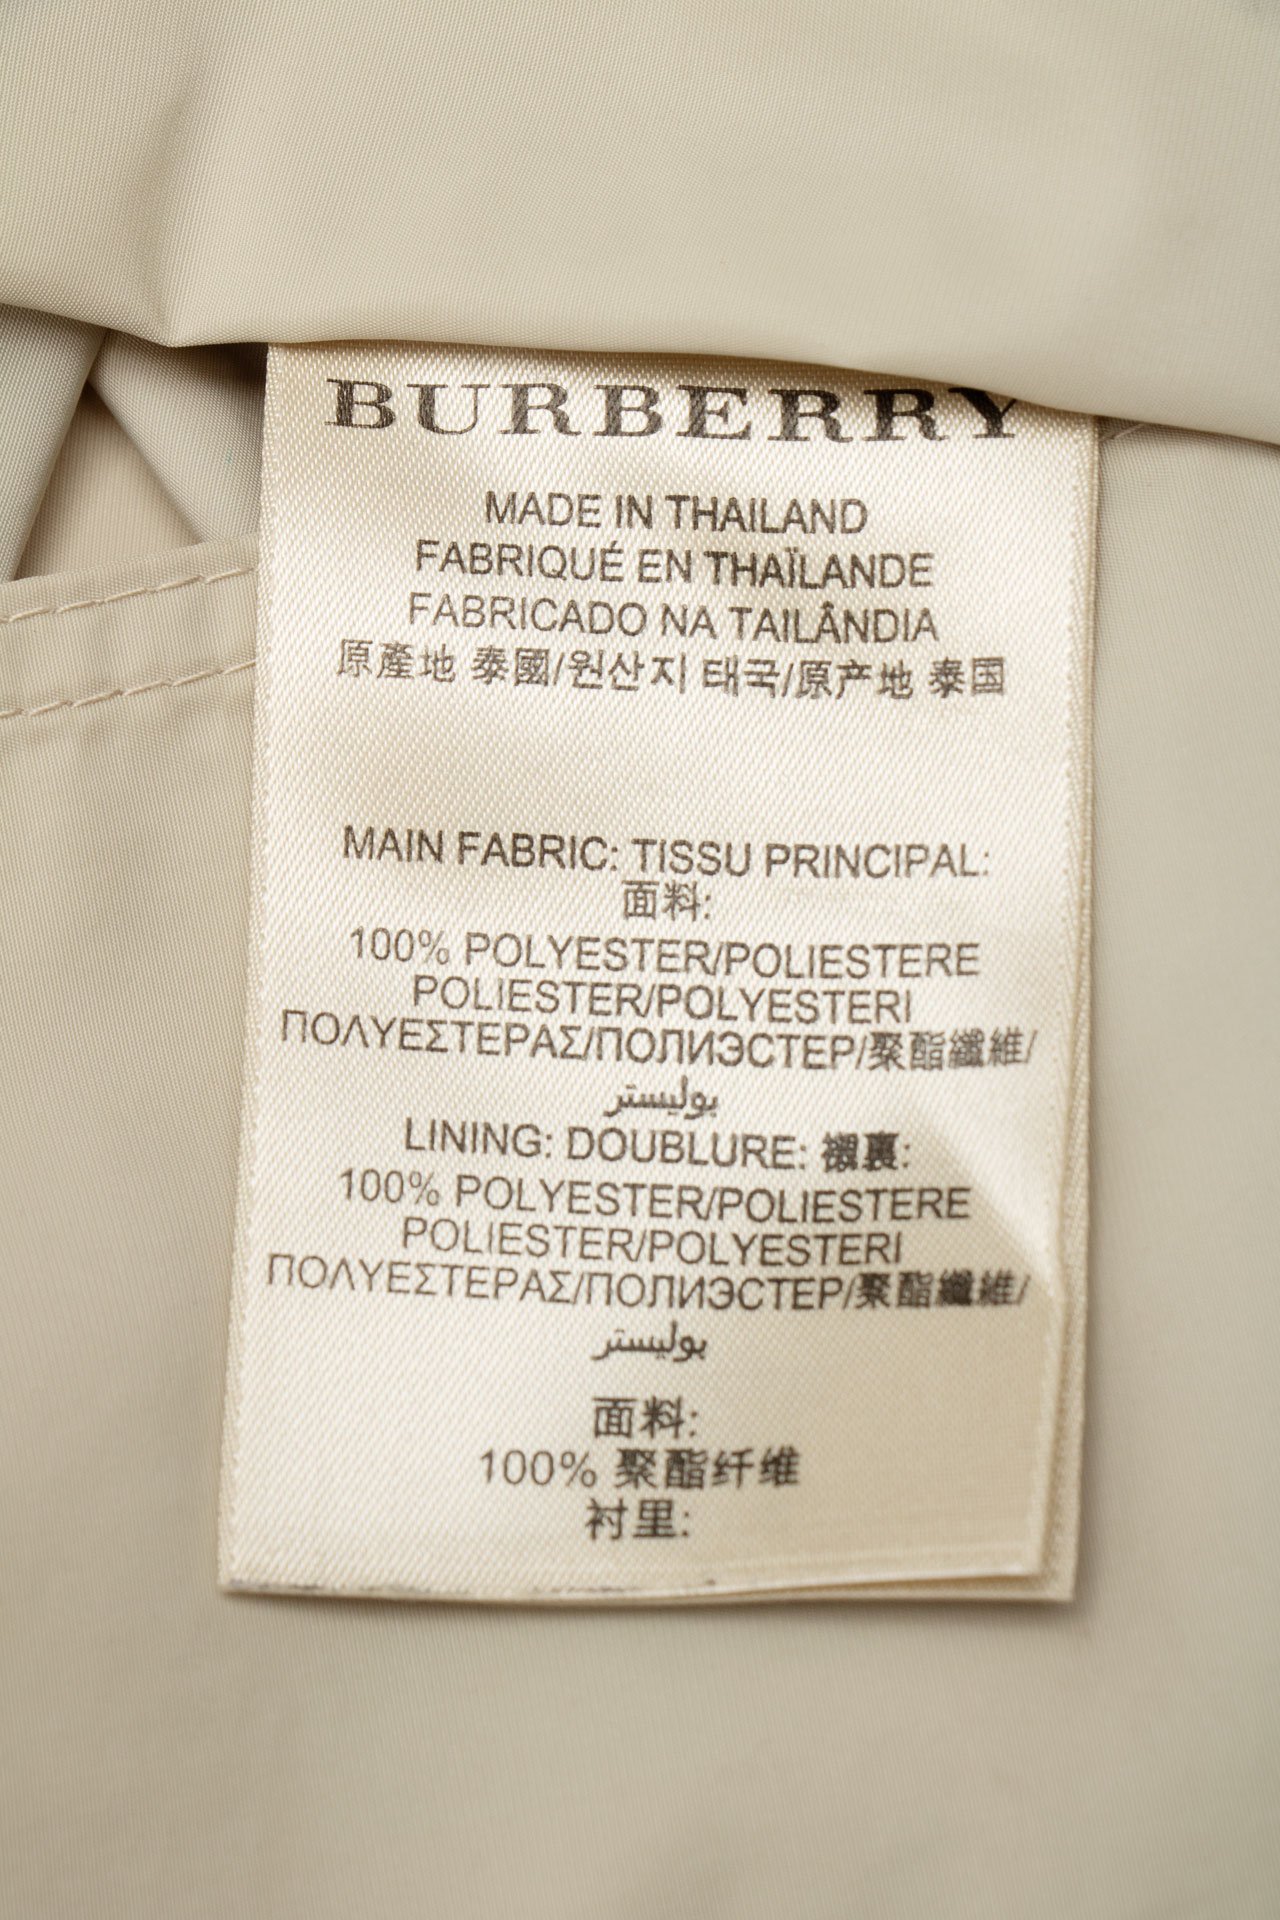 BURBERRY
MADE IN THAILAND
FABRIQUÉ EN THAÏLANDE
FABRICADO NA TAILÂNDIA
原產地 泰國/원산지 태국/原产地 泰国
MAIN FABRIC: TISSU PRINCIPAL:
面料:
100% POLYESTER/POLIESTERE
POLIESTER/POLYESTERI
ΠΟΛΥΕΣΤΕΡΑΣ/ПОЛИЭСТЕР/聚酯纖維/
بوليستر
LINING: DOUBLURE: 襯裏:
100% POLYESTER/POLIESTERE
POLIESTER/POLYESTERI
ΠΟΛΥΕΣΤΕΡΑΣ/ПОЛИЭСТЕР/聚酯纖維/
بوليستر
面料:
100% 聚酯纤维
衬里: